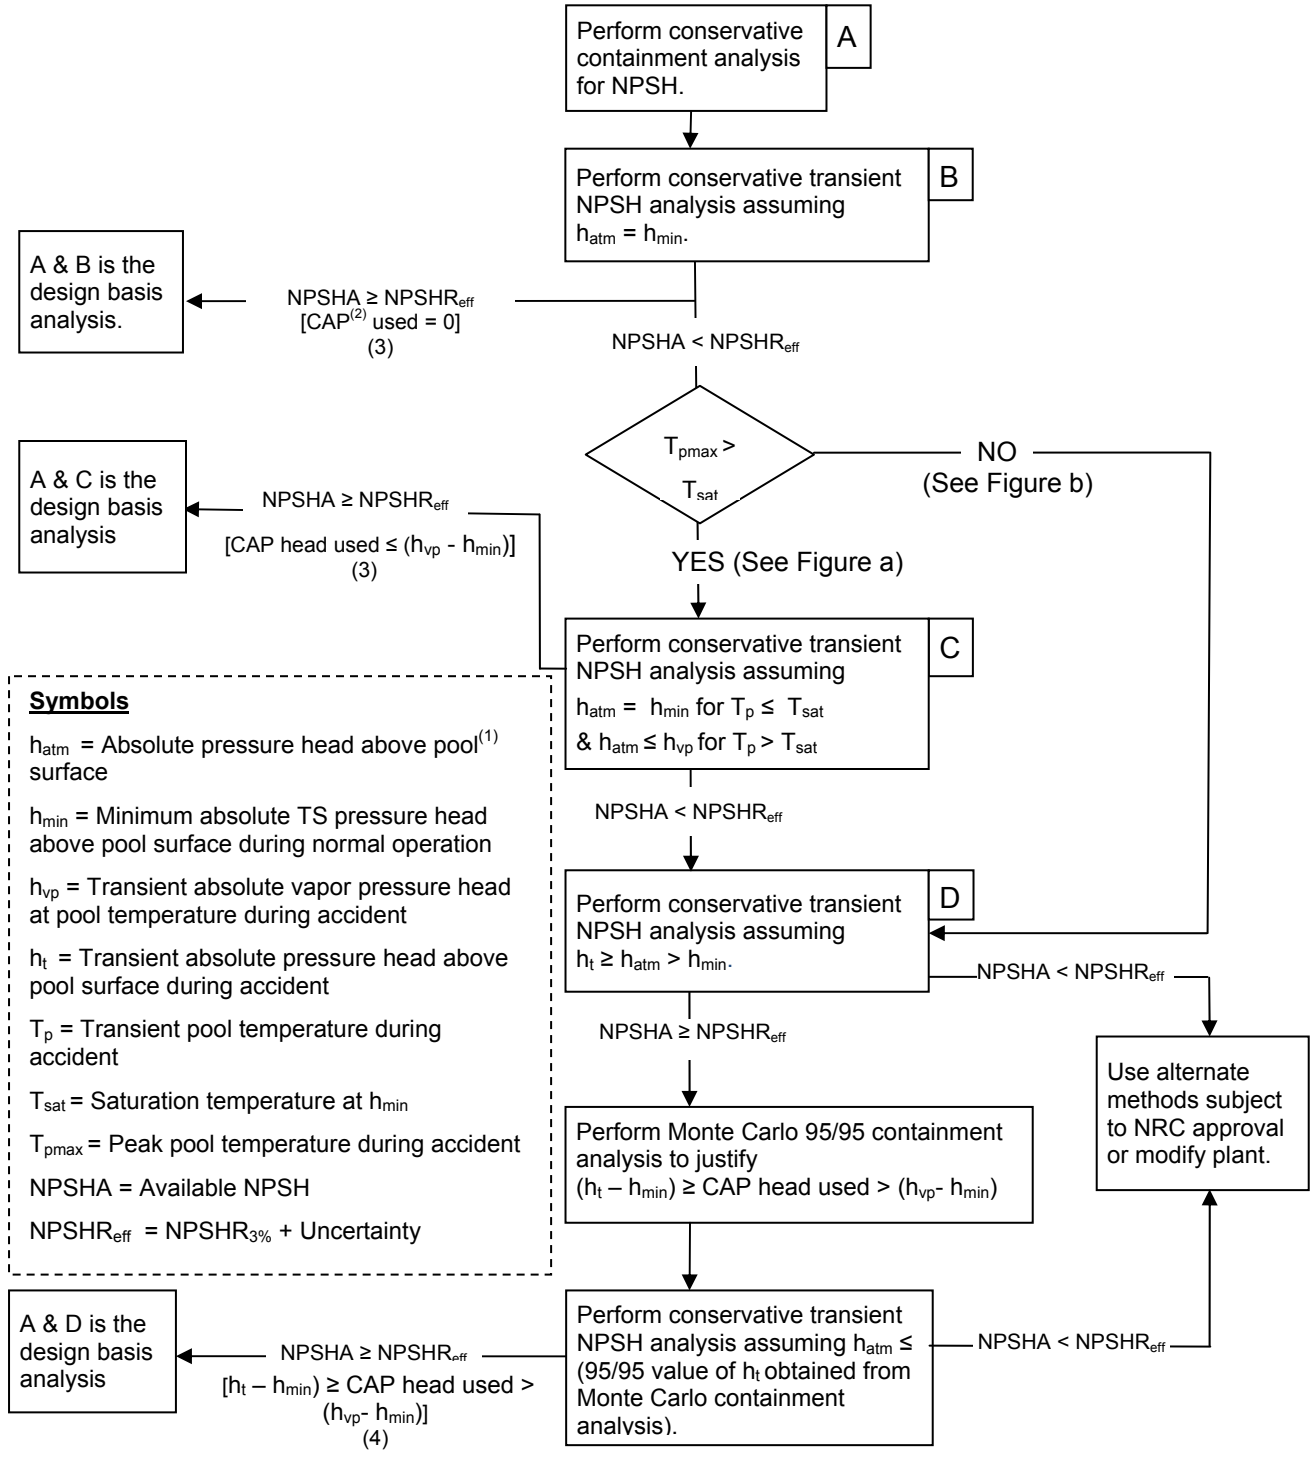 Perform conservative
containment analysis
for NPSH.
A
Perform conservative transient
NPSH analysis assuming
hatm = hmin.
B
A & B is the
design basis
analysis.
NPSHA ≥ NPSHReff
[CAP(2) used = 0]
(3)
NPSHA < NPSHReff
Tpmax >
Tsat
NO
(See Figure b)
A & C is the
design basis
analysis
NPSHA ≥ NPSHReff
[CAP head used ≤ (hvp - hmin)]
(3)
YES (See Figure a)
Perform conservative transient
NPSH analysis assuming
hatm = hmin for Tp ≤ Tsat
& hatm ≤ hvp for Tp > Tsat
C
NPSHA < NPSHReff
Symbols
hatm = Absolute pressure head above pool(1)
surface
hmin = Minimum absolute TS pressure head
above pool surface during normal operation
hvp = Transient absolute vapor pressure head
at pool temperature during accident
ht = Transient absolute pressure head above
pool surface during accident
Tp = Transient pool temperature during
accident
Tsat = Saturation temperature at hmin
Tpmax = Peak pool temperature during accident
NPSHA = Available NPSH
NPSHReff = NPSHR3% + Uncertainty
Perform conservative transient
NPSH analysis assuming
ht ≥ hatm > hmin.
D
NPSHA < NPSHReff
NPSHA ≥ NPSHReff
Use alternate
methods subject
to NRC approval
or modify plant.
Perform Monte Carlo 95/95 containment
analysis to justify
(ht – hmin) ≥ CAP head used > (hvp- hmin)
A & D is the
design basis
analysis
NPSHA ≥ NPSHReff
[ht – hmin) ≥ CAP head used >
(hvp- hmin)]
(4)
Perform conservative transient
NPSH analysis assuming hatm ≤
(95/95 value of ht obtained from
Monte Carlo containment
analysis).
NPSHA < NPSHReff